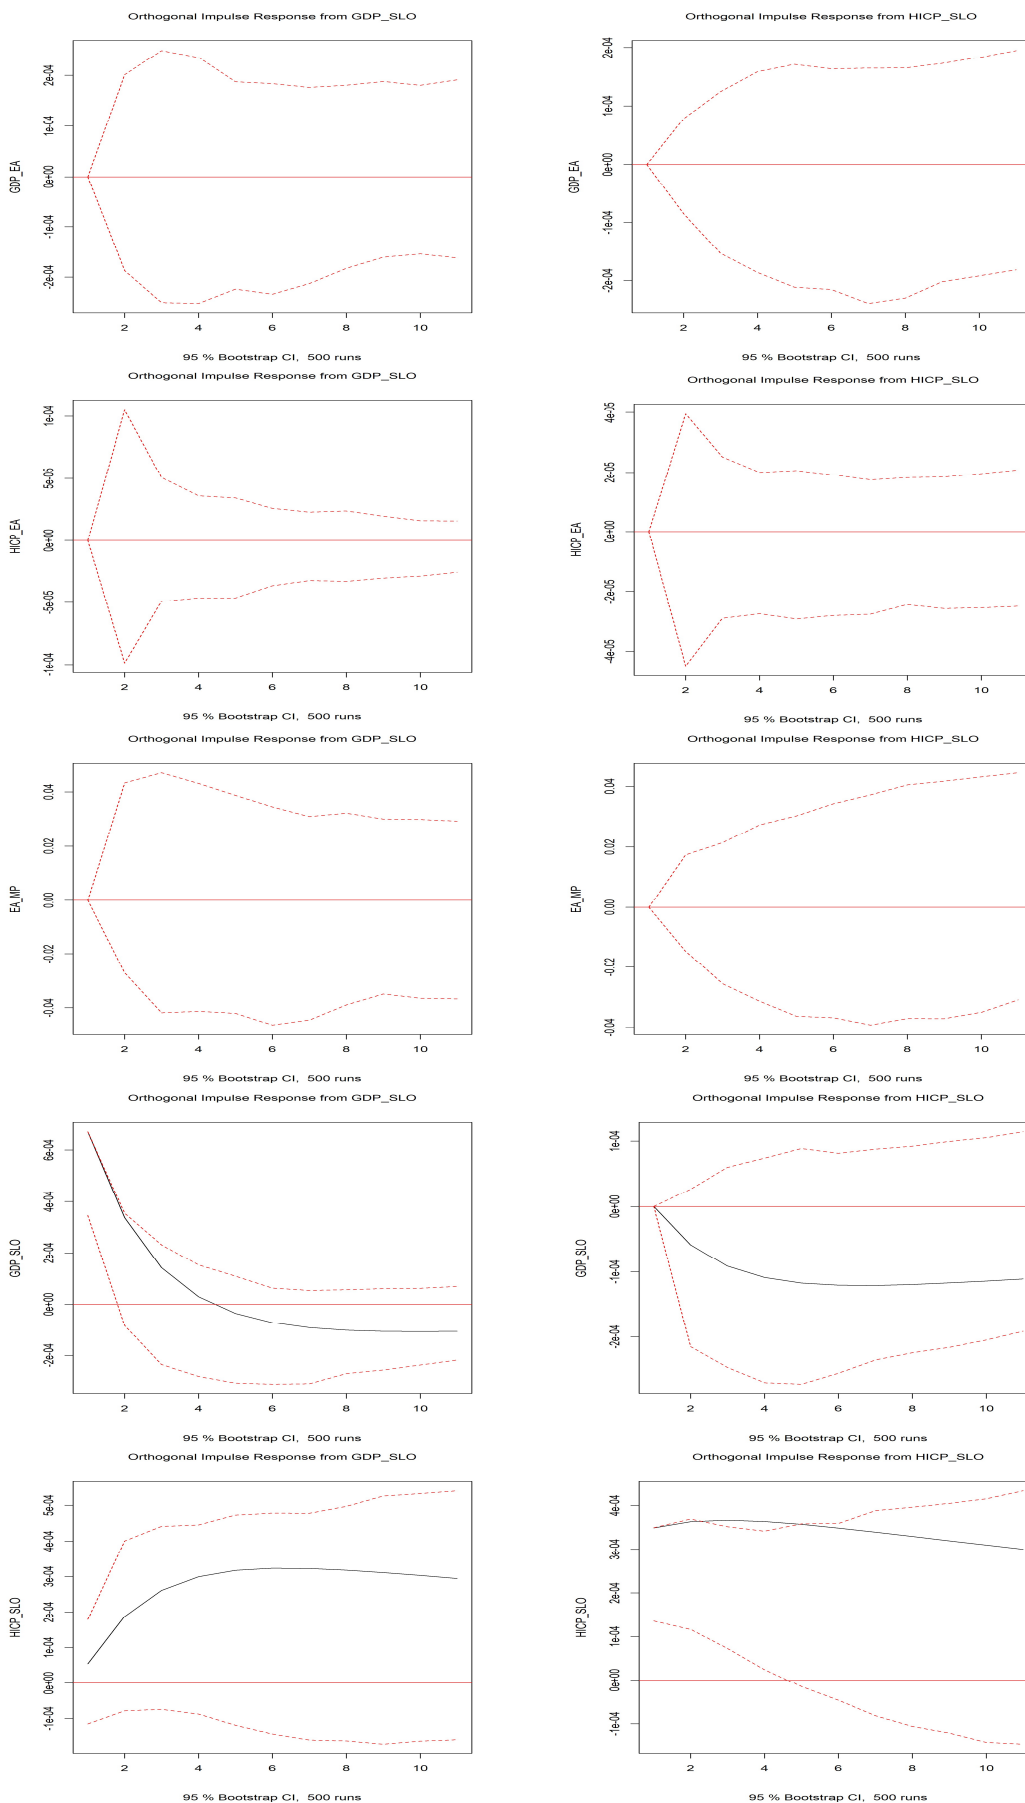 Orthogonal Impulse Response from GDP_SLO
GDP_EA
2e-04
1e-04
0e+00
-1e-04
-2e-04
2 4 6 8 10
95 % Bootstrap CI, 500 runs
Orthogonal Impulse Response from HICP_SLO
GDP_EA
2e-04
1e-04
0e+00
-1e-04
-2e-04
2 4 6 8 10
95 % Bootstrap CI, 500 runs
Orthogonal Impulse Response from GDP_SLO
HICP_EA
1e-04
5e-05
0e+00
-5e-05
-1e-04
2 4 6 8 10
95 % Bootstrap CI, 500 runs
Orthogonal Impulse Response from HICP_SLO
HICP_EA
4e-05
2e-05
0e+00
-2e-05
-4e-05
2 4 6 8 10
95 % Bootstrap CI, 500 runs
Orthogonal Impulse Response from GDP_SLO
EA_MP
0.04
0.02
0.00
-0.02
-0.04
2 4 6 8 10
95 % Bootstrap CI, 500 runs
Orthogonal Impulse Response from HICP_SLO
EA_MP
0.04
0.02
0.00
-0.02
-0.04
2 4 6 8 10
95 % Bootstrap CI, 500 runs
Orthogonal Impulse Response from GDP_SLO
GDP_SLO
6e-04
4e-04
2e-04
0e+00
-2e-04
2 4 6 8 10
95 % Bootstrap CI, 500 runs
Orthogonal Impulse Response from HICP_SLO
GDP_SLO
1e-04
0e+00
-1e-04
-2e-04
2 4 6 8 10
95 % Bootstrap CI, 500 runs
Orthogonal Impulse Response from GDP_SLO
HICP_SLO
5e-04
4e-04
3e-04
2e-04
1e-04
0e+00
-1e-04
2 4 6 8 10
95 % Bootstrap CI, 500 runs
Orthogonal Impulse Response from HICP_SLO
HICP_SLO
4e-04
3e-04
2e-04
1e-04
0e+00
-1e-04
2 4 6 8 10
95 % Bootstrap CI, 500 runs